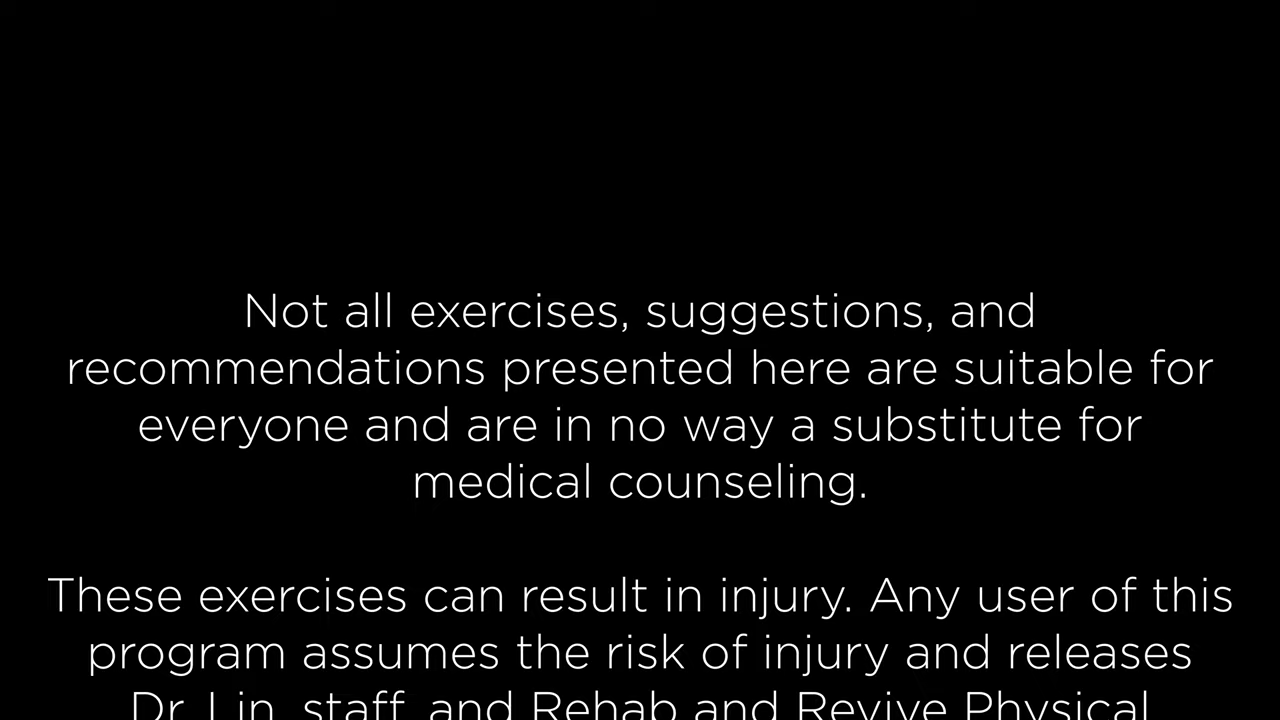 Not all exercises, suggestions, and
recommendations presented here are suitable for
everyone and are in no way a substitute for
medical counseling.
These exercises can result in injury. Any user of this
program assumes the risk of injury and releases
Dr. Lin, staff, and Rehab and Revive Physical